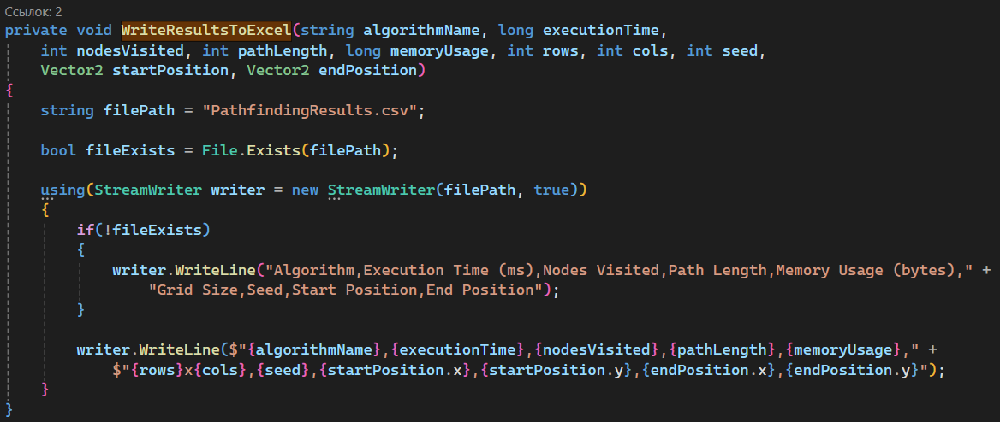 Ссылок: 2
private void WriteResultsToExcel(string algorithmName, long executionTime,
int nodesVisited, int pathLength, long memoryUsage, int rows, int cols, int seed,
Vector2 startPosition, Vector2 endPosition)
{
string filePath = "PathfindingResults.csv";
bool fileExists = File.Exists(filePath);
using(StreamWriter writer = new StreamWriter(filePath, true))
{
if(!fileExists)
{
writer.WriteLine("Algorithm,Execution Time (ms),Nodes Visited,Path Length,Memory Usage (bytes)," +
"Grid Size,Seed,Start Position,End Position");
}
writer.WriteLine($"{algorithmName},{executionTime},{nodesVisited},{pathLength},{memoryUsage}," +
$"{rows}x{cols},{seed},{startPosition.x},{startPosition.y},{endPosition.x},{endPosition.y}");
}
}